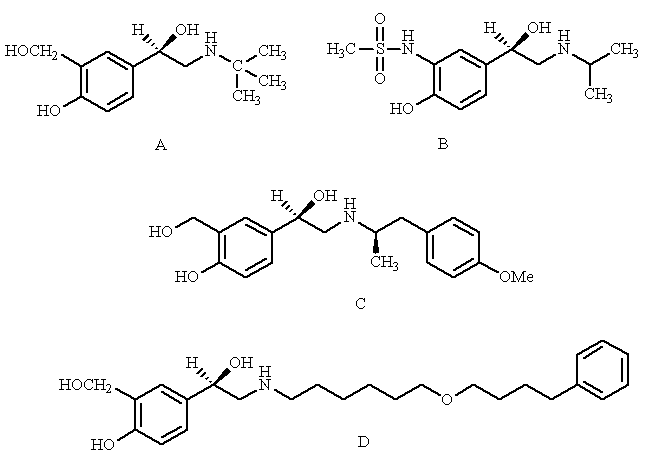 H OH
HOCH2 H N CH3
C CH3
HO CH3
A
O H OH
H3C S HN H N CH3
O CH3
HO
B
H OH
HO H N
HO CH3 OMe
C
H OH
HOCH2 H N
O
HO
D